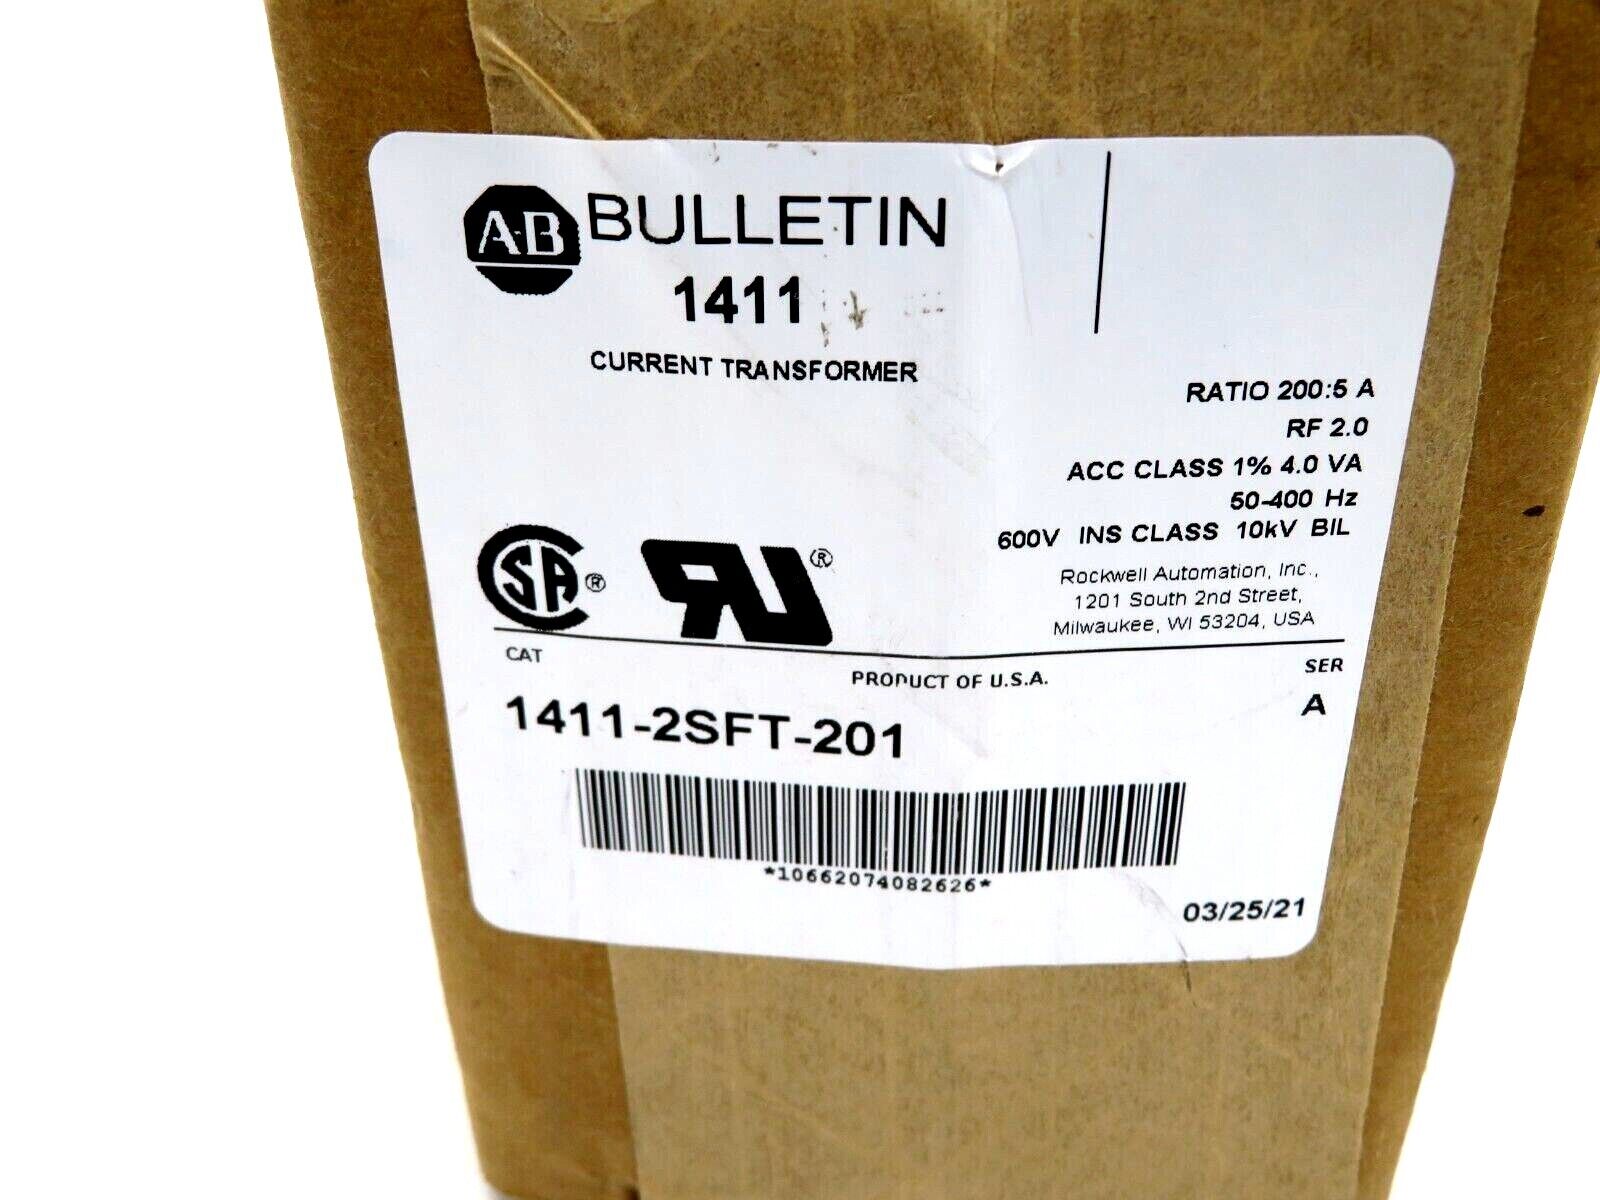 A-B BULLETIN
1411
CURRENT TRANSFORMER
RATIO 200:5 A
RF 2.0
ACC CLASS 1% 4.0 VA
50-400 Hz
600V INS CLASS 10kV BIL
Rockwell Automation, Inc.,
1201 South 2nd Street,
Milwaukee, WI 53204, USA
CSA ® RU ®
CAT
PRODUCT OF U.S.A.
SER
1411-2SFT-201
A
*10662074082626*
03/25/21